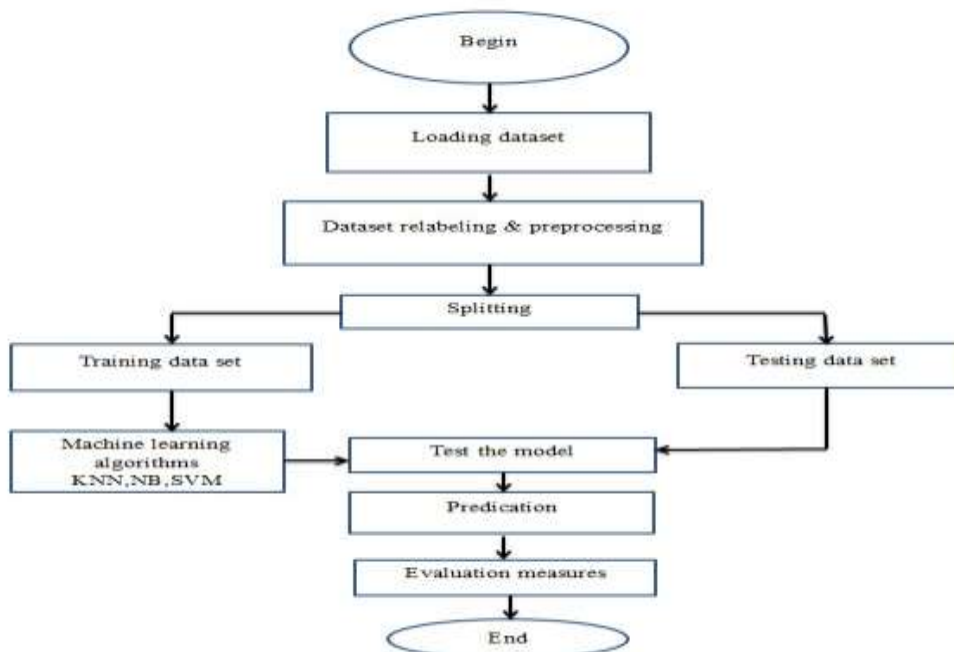 Begin
Loading dataset
Dataset relabeling & preprocessing
Splitting
Training data set
Testing data set
Machine learning
algorithms
KNN,NB,SVM
Test the model
Predication
Evaluation measures
End